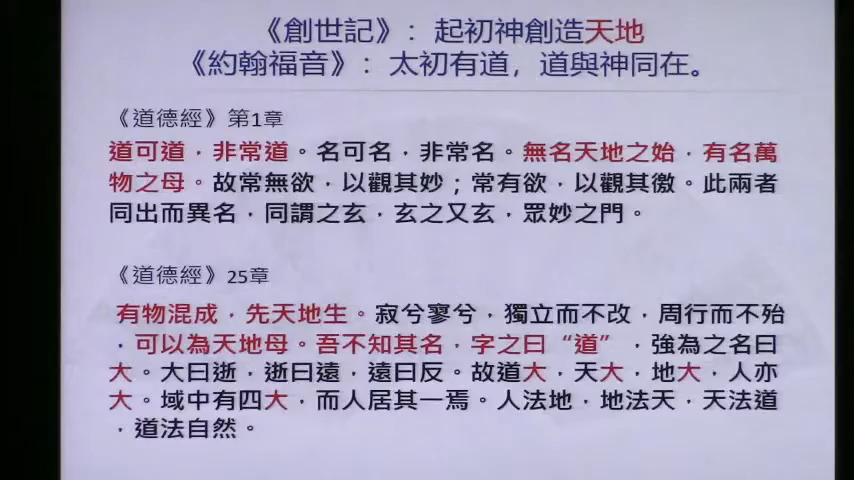 《創世記》：起初神創造天地
《約翰福音》：太初有道，道與神同在。
《道德經》第1章
道可道，非常道。名可名，非常名。無名天地之始，有名萬
物之母。故常無欲，以觀其妙；常有欲，以觀其徼。此兩者
同出而異名，同謂之玄，玄之又玄，眾妙之門。
《道德經》25章
有物混成，先天地生。寂兮寥兮，獨立而不改，周行而不殆
，可以為天地母。吾不知其名，字之曰“道”，強為之名曰
大。大曰逝，逝曰遠，遠曰反。故道大，天大，地大，人亦
大。域中有四大，而人居其一焉。人法地，地法天，天法道
，道法自然。